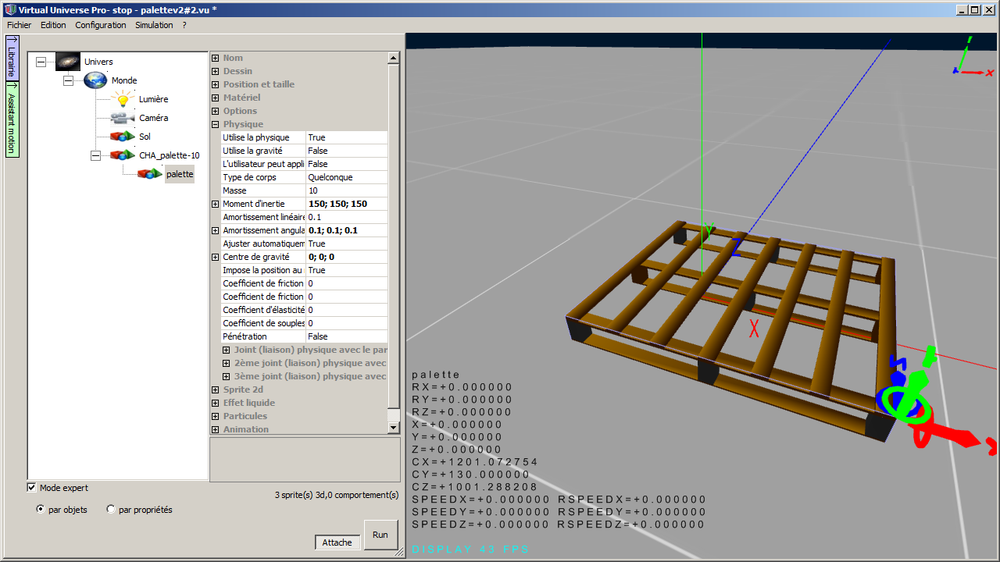 Virtual Universe Pro- stop - palettev2#2.vu *
Fichier Edition Configuration Simulation ?
Librairie
Assistant motion
Univers
Monde
Lumière
Caméra
Sol
CHA_palette-10
palette
Nom
Dessin
Position et taille
Matériel
Options
Physique
Utilise la physique True
Utilise la gravité False
L'utilisateur peut appli False
Type de corps Quelconque
Masse 10
Moment d'inertie 150; 150; 150
Amortissement linéaire 0.1
Amortissement angula 0.1; 0.1; 0.1
Ajuster automatiquem True
Centre de gravité 0; 0; 0
Impose la position au True
Coefficient de friction 0
Coefficient de friction 0
Coefficient d'élasticité 0
Coefficient de souples 0
Pénétration False
Joint (liaison) physique avec le par
2ème joint (liaison) physique avec
3ème joint (liaison) physique avec
Sprite 2d
Effet liquide
Particules
Animation
Mode expert
3 sprite(s) 3d,0 comportement(s)
par objets par propriétés
Attache Run
Y
Z
X
x
palette
RX=+0.000000
RY=+0.000000
RZ=+0.000000
X=+0.000000
Y=+0.000000
Z=+0.000000
CX=+1201.072754
CY=+130.000000
CZ=+1001.288208
SPEEDX=+0.000000 RSPEEDX=+0.000000
SPEEDY=+0.000000 RSPEEDY=+0.000000
SPEEDZ=+0.000000 RSPEEDZ=+0.000000
DISPLAY 43 FPS